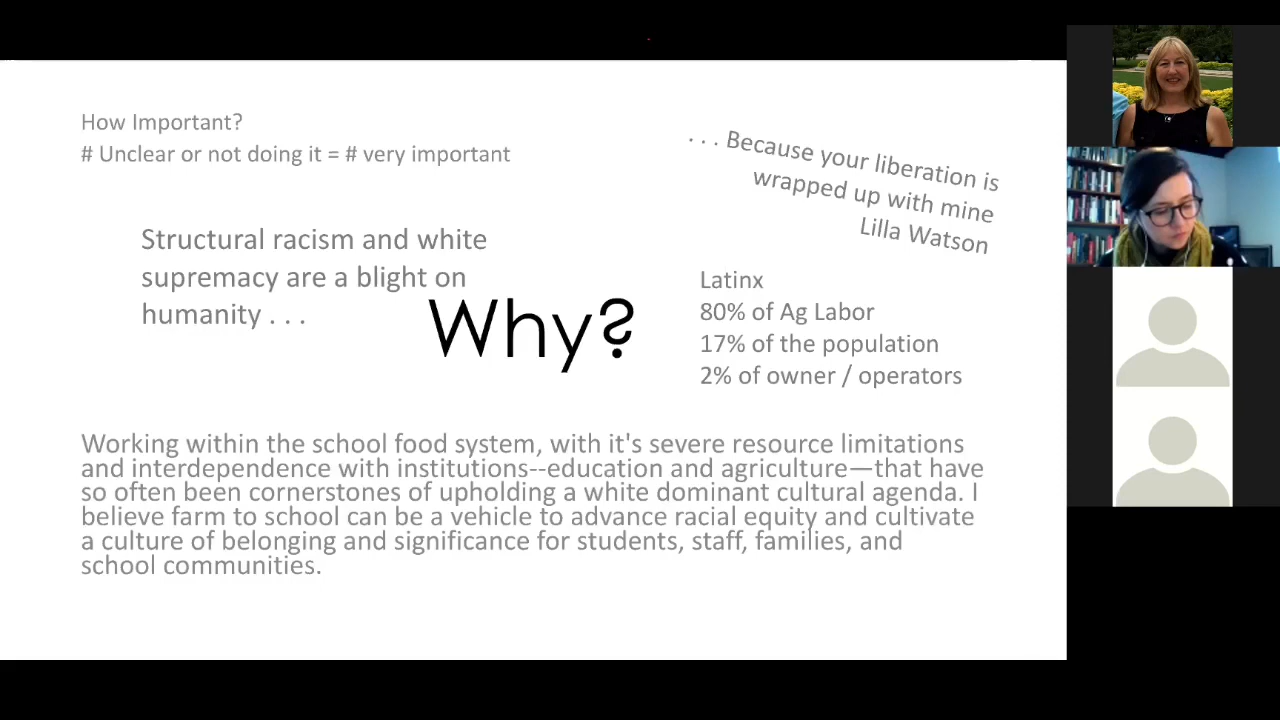 How Important?
# Unclear or not doing it = # very important
. . . Because your liberation is
wrapped up with mine
Lilla Watson
Structural racism and white
supremacy are a blight on
humanity . . .
Why?
Latinx
80% of Ag Labor
17% of the population
2% of owner / operators
Working within the school food system, with it's severe resource limitations
and interdependence with institutions--education and agriculture—that have
so often been cornerstones of upholding a white dominant cultural agenda. I
believe farm to school can be a vehicle to advance racial equity and cultivate
a culture of belonging and significance for students, staff, families, and
school communities.